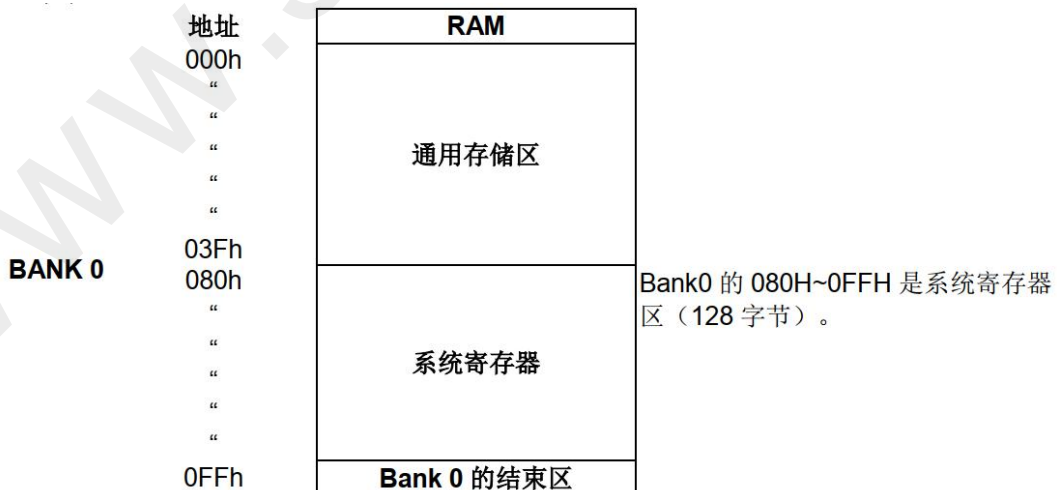 地址 RAM
000h
“
“
“ 通用存储区
“
“
03Fh
BANK 0
080h
Bank0 的 080H~0FFH 是系统寄存器
“
区（128 字节）。
“
“ 系统寄存器
“
“
0FFh Bank 0 的结束区